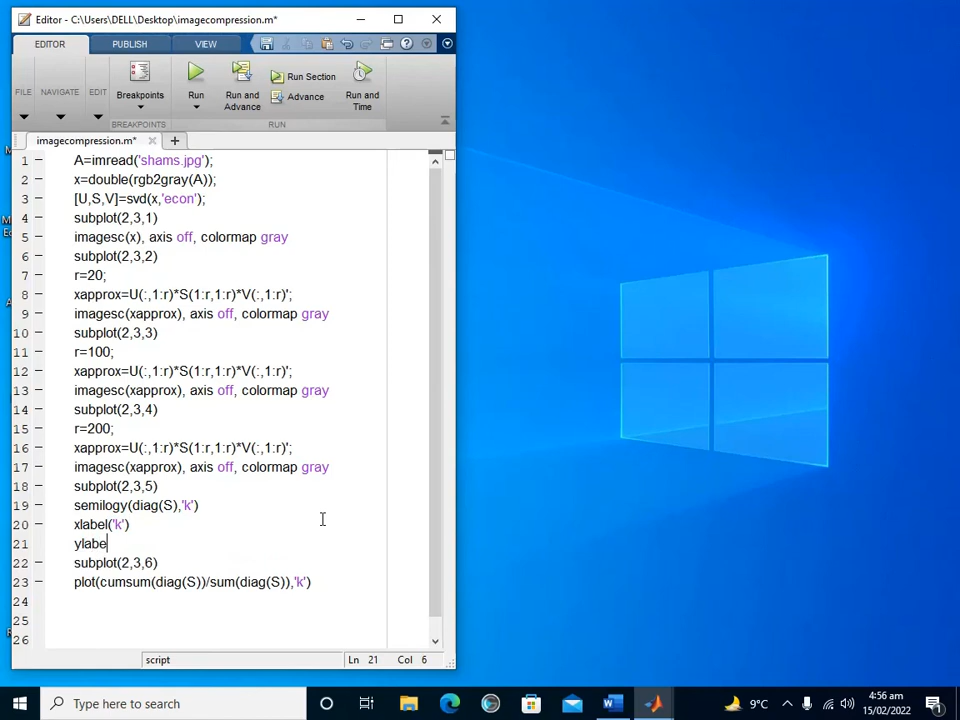 Editor - C:\Users\DELL\Desktop\imagecompression.m*
EDITOR PUBLISH VIEW
FILE NAVIGATE EDIT Breakpoints Run Run and Advance Run Section Advance Run and Time
BREAKPOINTS RUN
imagecompression.m*
1 A=imread('shams.jpg');
2 x=double(rgb2gray(A));
3 [U,S,V]=svd(x,'econ');
4 subplot(2,3,1)
5 imagesc(x), axis off, colormap gray
6 subplot(2,3,2)
7 r=20;
8 xapprox=U(:,1:r)*S(1:r,1:r)*V(:,1:r)';
9 imagesc(xapprox), axis off, colormap gray
10 subplot(2,3,3)
11 r=100;
12 xapprox=U(:,1:r)*S(1:r,1:r)*V(:,1:r)';
13 imagesc(xapprox), axis off, colormap gray
14 subplot(2,3,4)
15 r=200;
16 xapprox=U(:,1:r)*S(1:r,1:r)*V(:,1:r)';
17 imagesc(xapprox), axis off, colormap gray
18 subplot(2,3,5)
19 semilogy(diag(S),'k')
20 xlabel('k')
21 ylabe
22 subplot(2,3,6)
23 plot(cumsum(diag(S))/sum(diag(S)),'k')
24
25
26
script Ln 21 Col 6
Type here to search 9°C 4:56 am
15/02/2022